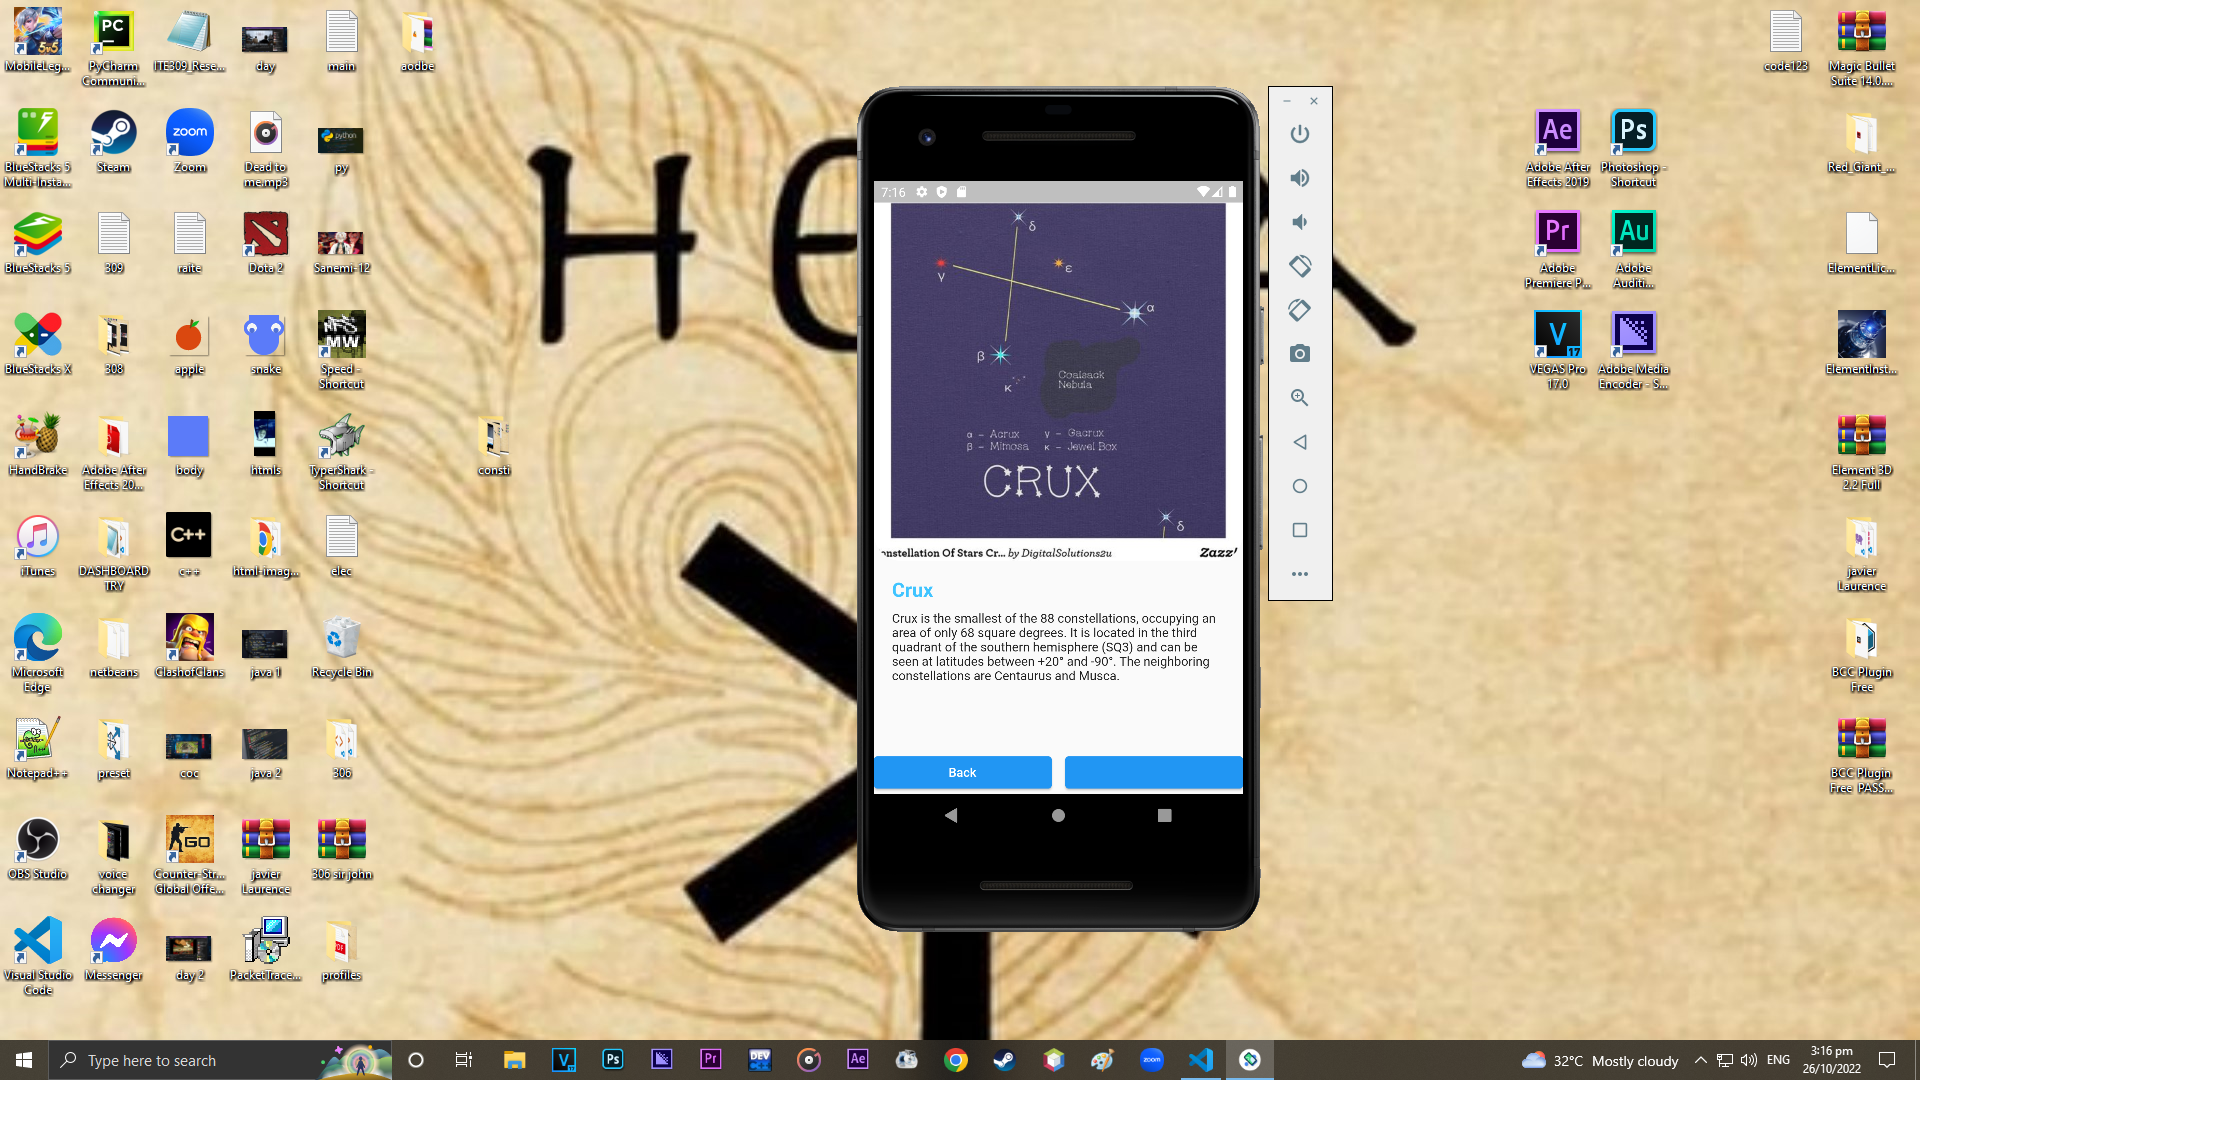 MobileLeg...
PyCharm
Communi...
ITE309_Rese...
day
main
aodbe
code123
Magic Bullet
Suite 14.0....
BlueStacks 5
Multi-Insta...
Steam
Zoom
Dead to
me.mp3
py
Adobe After
Effects 2019
Photoshop -
Shortcut
Red_Giant_...
BlueStacks 5
309
raite
Dota 2
Sanemi-12
Adobe
Premiere P...
Adobe
Auditi...
ElementLic...
BlueStacks X
308
apple
snake
Speed -
Shortcut
VEGAS Pro
17.0
Adobe Media
Encoder - S...
ElementInst...
HandBrake
Adobe After
Effects 20...
body
htmls
TyperShark -
Shortcut
consti
Element 3D
2.2 Full
iTunes
DASHBOARD
TRY
c++
html-imag...
elec
javier
Laurence
Microsoft
Edge
netbeans
ClashofClans
java 1
Recycle Bin
BCC Plugin
Free
Notepad++
preset
coc
java 2
306
BCC Plugin
Free_PASS...
OBS Studio
voice
changer
Counter-Str...
Global Offe...
javier
Laurence
306 sir john
Visual Studio
Code
Messenger
day 2
PacketTrace...
profiles
7:16
δ
γ
ε
α
β
κ
Coalsack
Nebula
α - Acrux γ - Gacrux
β - Mimosa κ - Jewel Box
CRUX
δ
nstellation Of Stars Cr... by DigitalSolutions2u
Zazz
Crux
Crux is the smallest of the 88 constellations, occupying an
area of only 68 square degrees. It is located in the third
quadrant of the southern hemisphere (SQ3) and can be
seen at latitudes between +20° and -90°. The neighboring
constellations are Centaurus and Musca.
Back
Type here to search
32°C Mostly cloudy
ENG
3:16 pm
26/10/2022